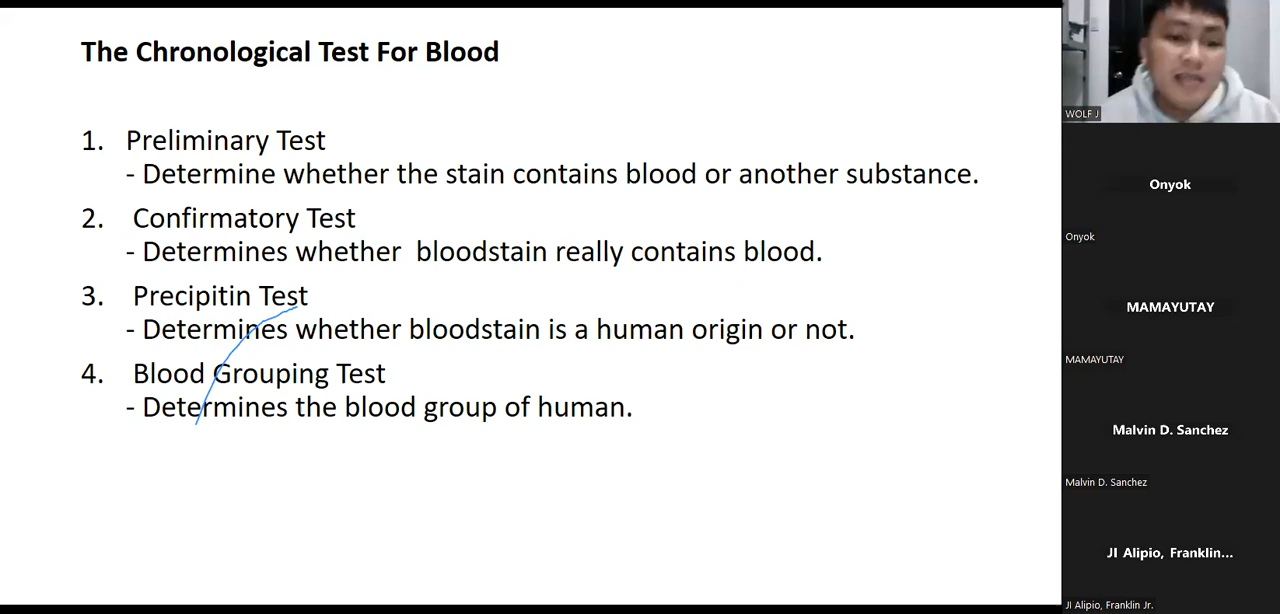 The Chronological Test For Blood
1. Preliminary Test
- Determine whether the stain contains blood or another substance.
2. Confirmatory Test
- Determines whether bloodstain really contains blood.
3. Precipitin Test
- Determines whether bloodstain is a human origin or not.
4. Blood Grouping Test
- Determines the blood group of human.
WOLF J
Onyok
Onyok
MAMAYUTAY
MAMAYUTAY
Malvin D. Sanchez
Malvin D. Sanchez
JI Alipio, Franklin...
JI Alipio, Franklin Jr.